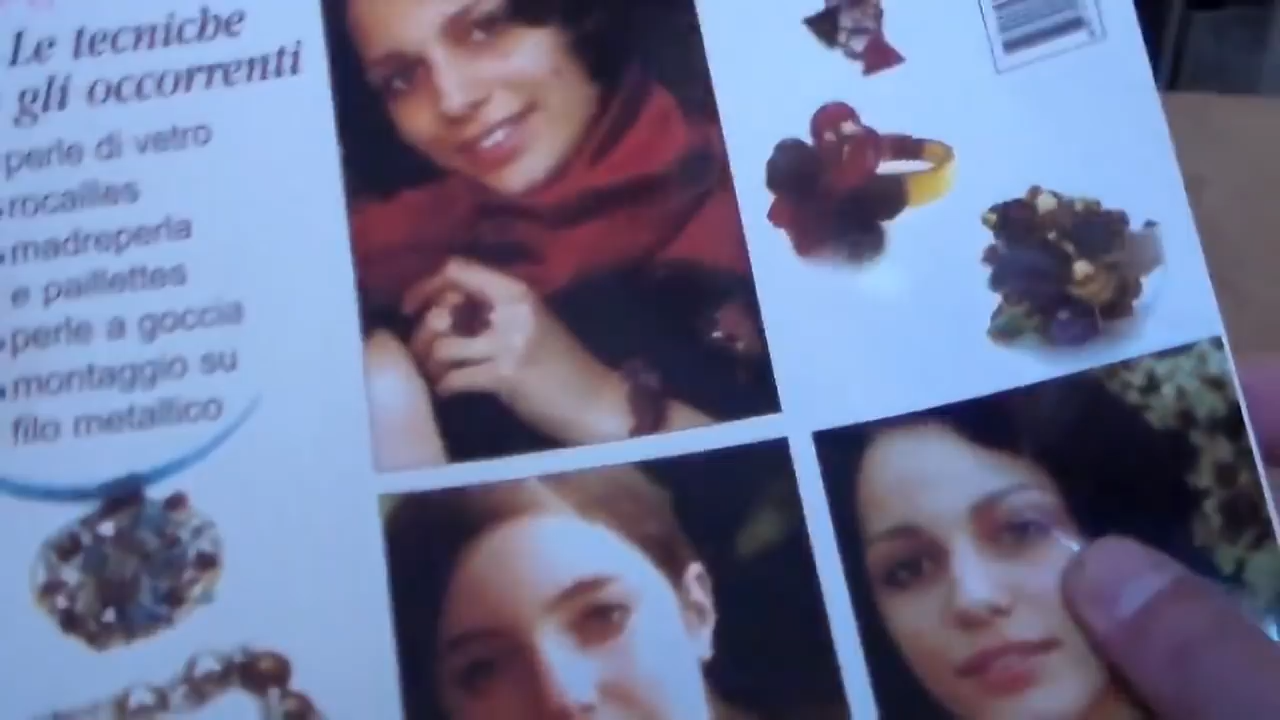 Le tecniche
gli occorrenti
perle di vetro
rocailles
madreperla
e paillettes
perle a goccia
montaggio su
filo metallico